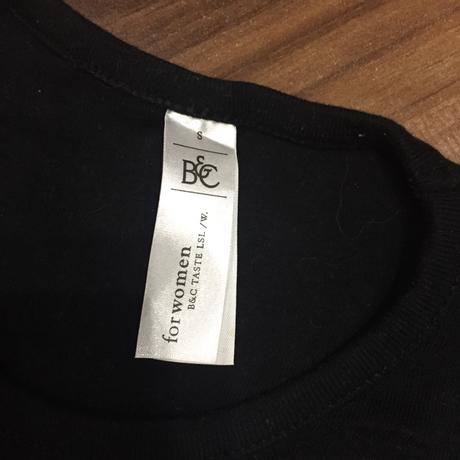 S
B&C
for women
B&C TASTE LSL /W.